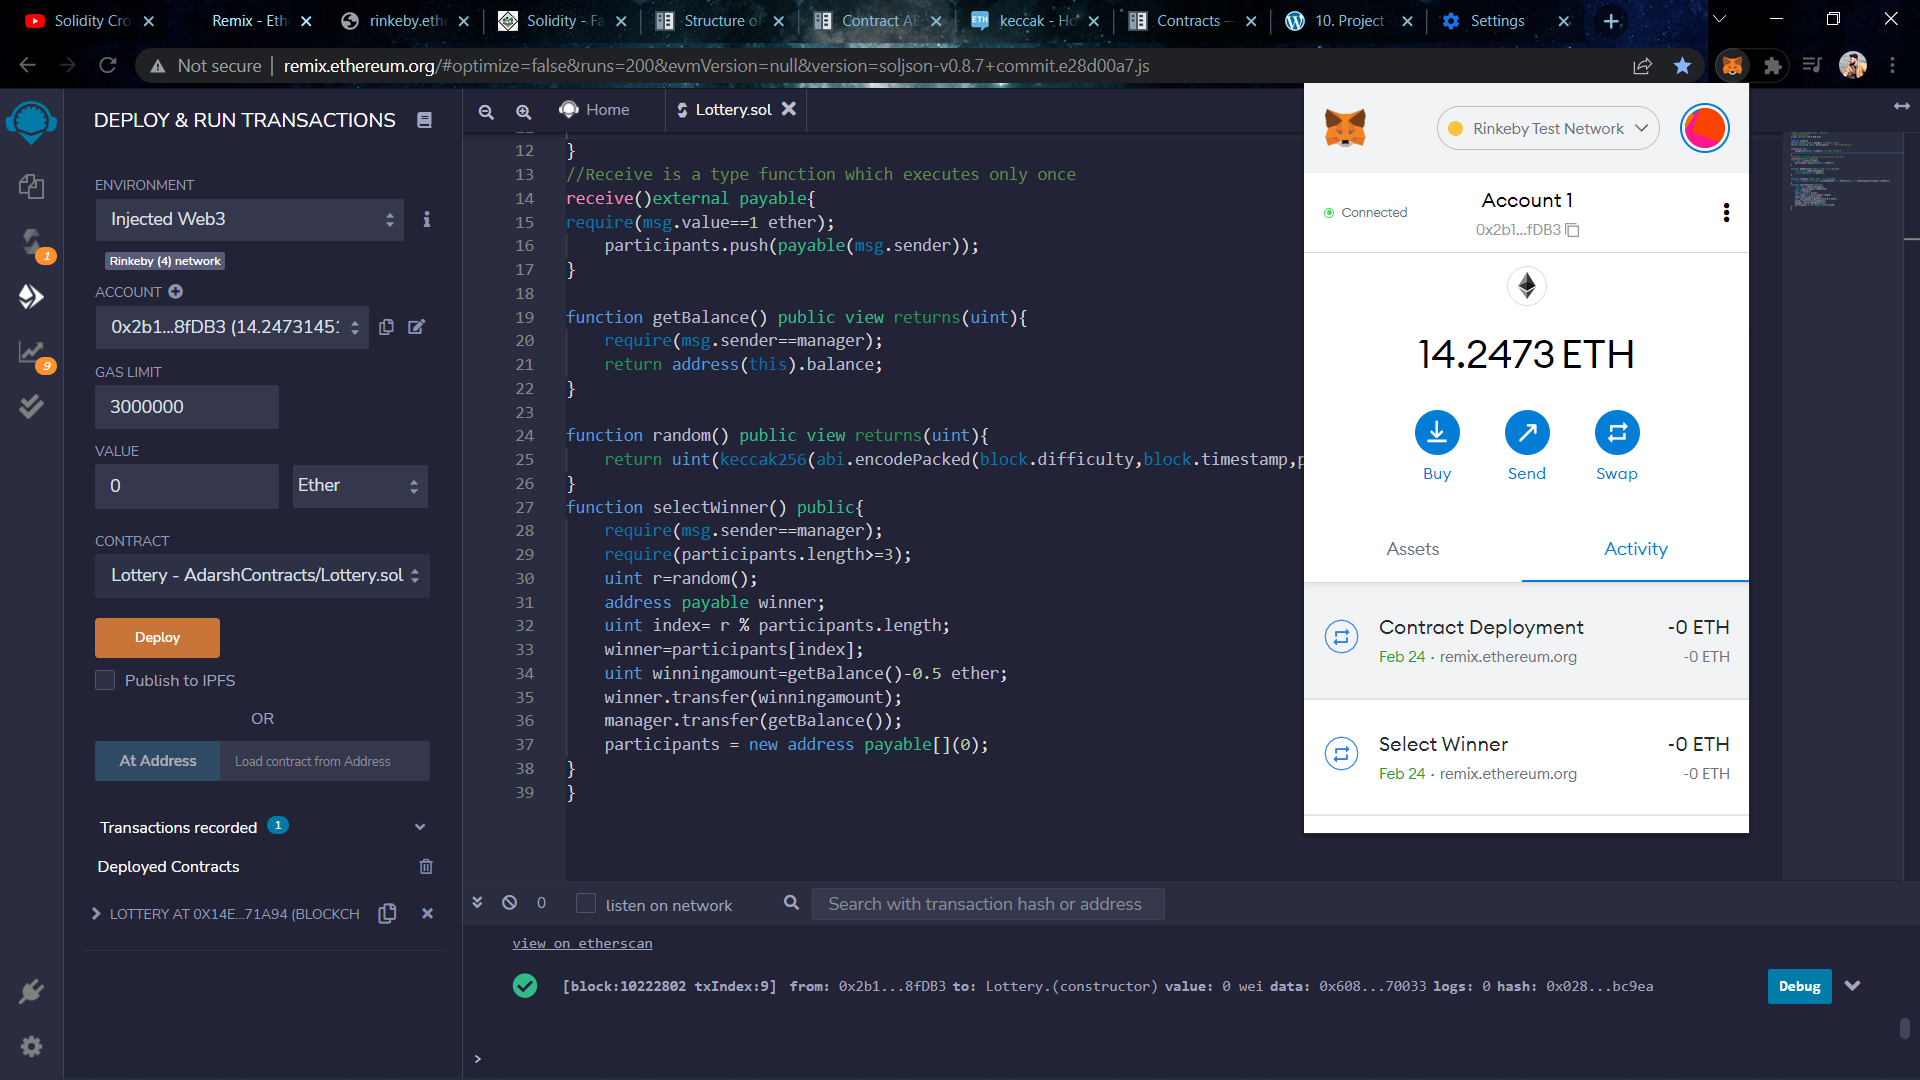 Solidity Cro
Remix - Eth
rinkeby.eth
Solidity - Fa
Structure of
Contract AB
keccak - Ho
Contracts —
10. Project
Settings
Not secure | remix.ethereum.org/#optimize=false&runs=200&evmVersion=null&version=soljson-v0.8.7+commit.e28d00a7.js
DEPLOY & RUN TRANSACTIONS
ENVIRONMENT
Injected Web3
Rinkeby (4) network
ACCOUNT
0x2b1...8fDB3 (14.24731451
GAS LIMIT
3000000
VALUE
0
Ether
CONTRACT
Lottery - AdarshContracts/Lottery.sol
Deploy
Publish to IPFS
OR
At Address
Load contract from Address
Transactions recorded 1
Deployed Contracts
LOTTERY AT 0X14E...71A94 (BLOCKCH
1
9
Home
Lottery.sol
12 }
13 //Receive is a type function which executes only once
14 receive()external payable{
15 require(msg.value==1 ether);
16 participants.push(payable(msg.sender));
17 }
18
19 function getBalance() public view returns(uint){
20 require(msg.sender==manager);
21 return address(this).balance;
22 }
23
24 function random() public view returns(uint){
25 return uint(keccak256(abi.encodePacked(block.difficulty,block.timestamp,p
26 }
27 function selectWinner() public{
28 require(msg.sender==manager);
29 require(participants.length>=3);
30 uint r=random();
31 address payable winner;
32 uint index= r % participants.length;
33 winner=participants[index];
34 uint winningamount=getBalance()-0.5 ether;
35 winner.transfer(winningamount);
36 manager.transfer(getBalance());
37 participants = new address payable[](0);
38 }
39 }
0
listen on network
Search with transaction hash or address
view on etherscan
[block:10222802 txIndex:9] from: 0x2b1...8fDB3 to: Lottery.(constructor) value: 0 wei data: 0x608...70033 logs: 0 hash: 0x028...bc9ea
Debug
>
Rinkeby Test Network
Connected
Account 1
0x2b1...fDB3
14.2473 ETH
Buy
Send
Swap
Assets
Activity
Contract Deployment
-0 ETH
Feb 24 · remix.ethereum.org
-0 ETH
Select Winner
-0 ETH
Feb 24 · remix.ethereum.org
-0 ETH